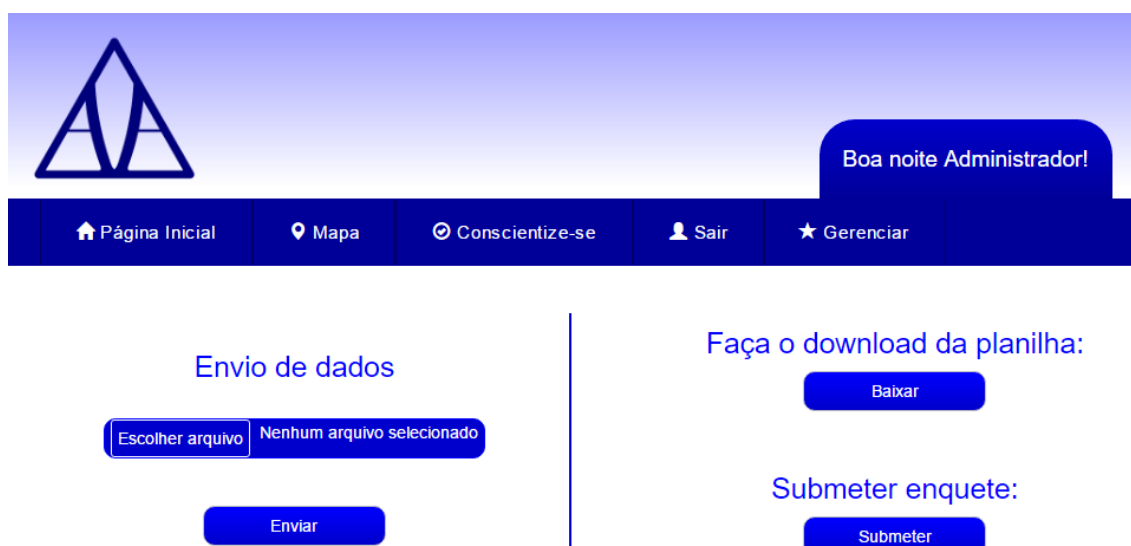 Boa noite Administrador!
Página Inicial
Mapa
Conscientize-se
Sair
Gerenciar
Envio de dados
Escolher arquivo
Nenhum arquivo selecionado
Enviar
Faça o download da planilha:
Baixar
Submeter enquete:
Submeter